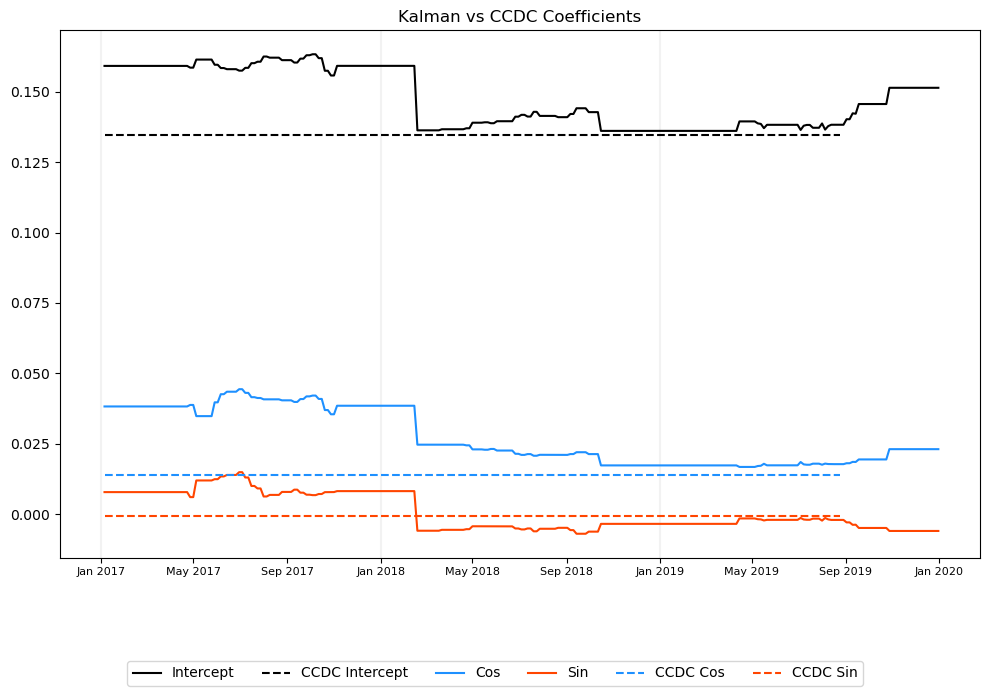 Kalman vs CCDC Coefficients
0.150
0.125
0.100
0.075
0.050
0.025
0.000
Jan 2017 May 2017 Sep 2017 Jan 2018 May 2018 Sep 2018 Jan 2019 May 2019 Sep 2019 Jan 2020
Intercept CCDC Intercept Cos Sin CCDC Cos CCDC Sin